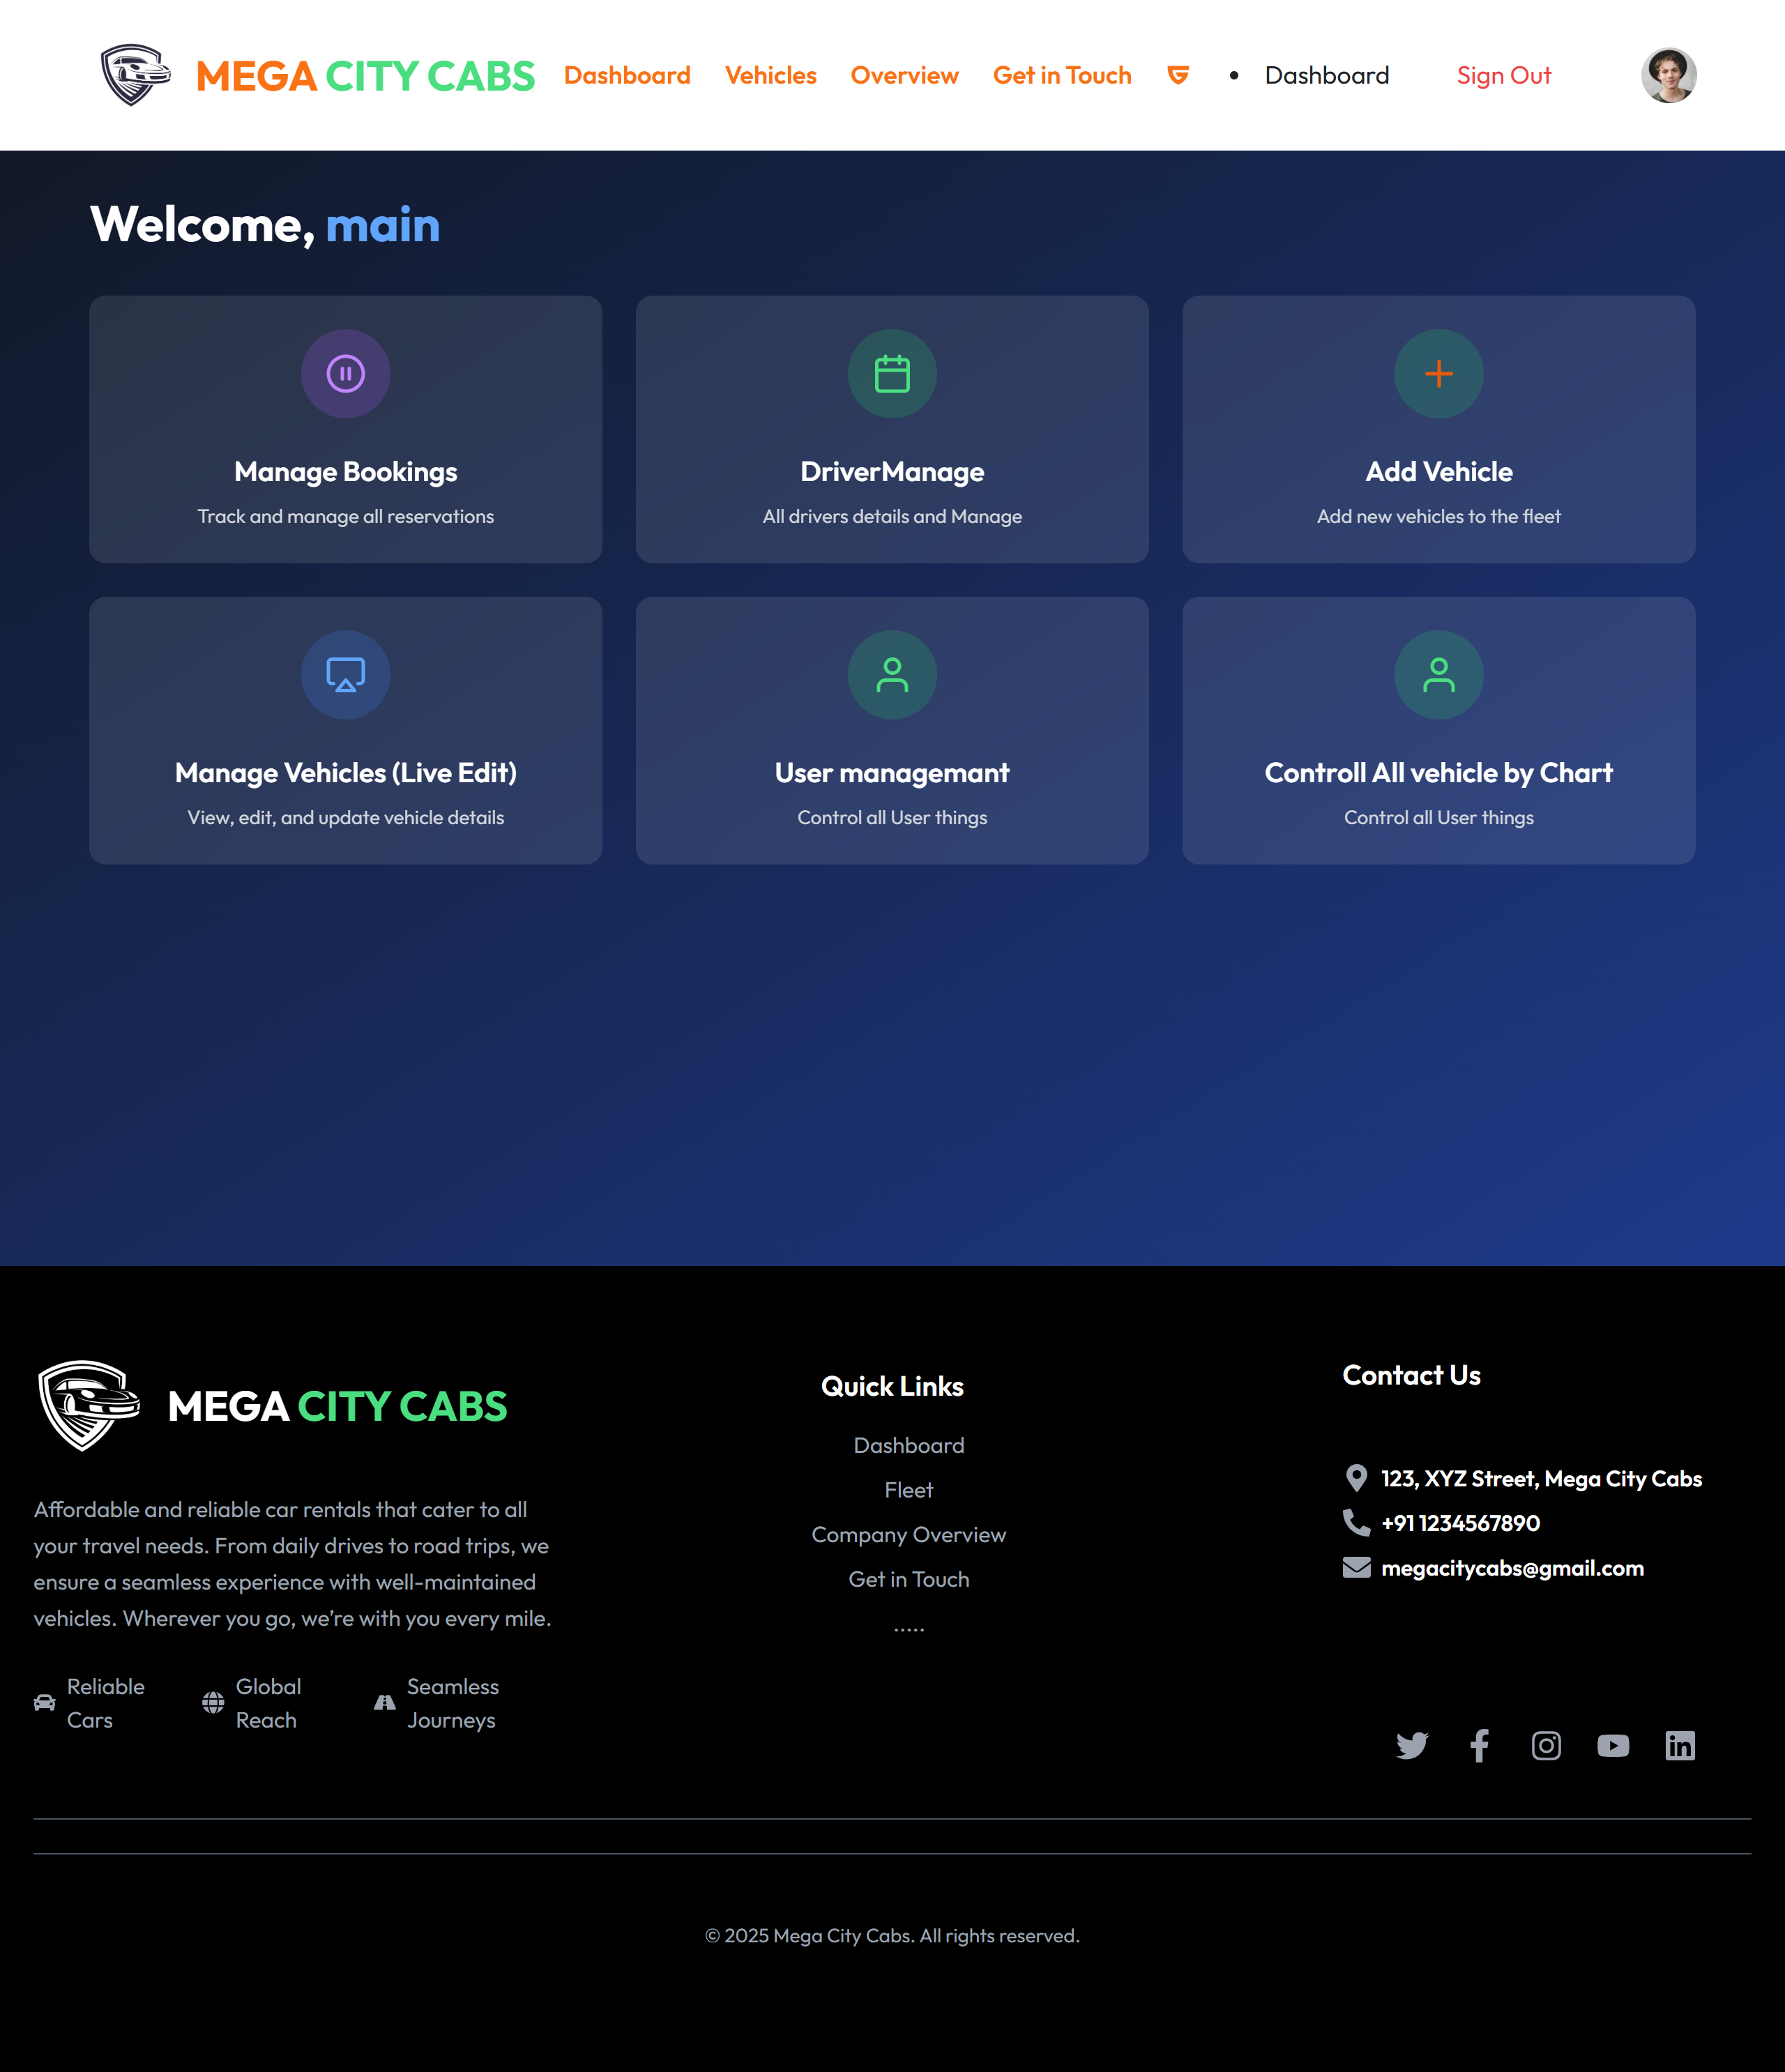 MEGA CITY CABS Dashboard Vehicles Overview Get in Touch • Dashboard Sign Out
Welcome, main
Manage Bookings
Track and manage all reservations
DriverManage
All drivers details and Manage
Add Vehicle
Add new vehicles to the fleet
Manage Vehicles (Live Edit)
View, edit, and update vehicle details
User managemant
Control all User things
Controll All vehicle by Chart
Control all User things
MEGA CITY CABS
Affordable and reliable car rentals that cater to all
your travel needs. From daily drives to road trips, we
ensure a seamless experience with well-maintained
vehicles. Wherever you go, we’re with you every mile.
Reliable
Cars
Global
Reach
Seamless
Journeys
Quick Links
Dashboard
Fleet
Company Overview
Get in Touch
.....
Contact Us
123, XYZ Street, Mega City Cabs
+91 1234567890
megacitycabs@gmail.com
© 2025 Mega City Cabs. All rights reserved.